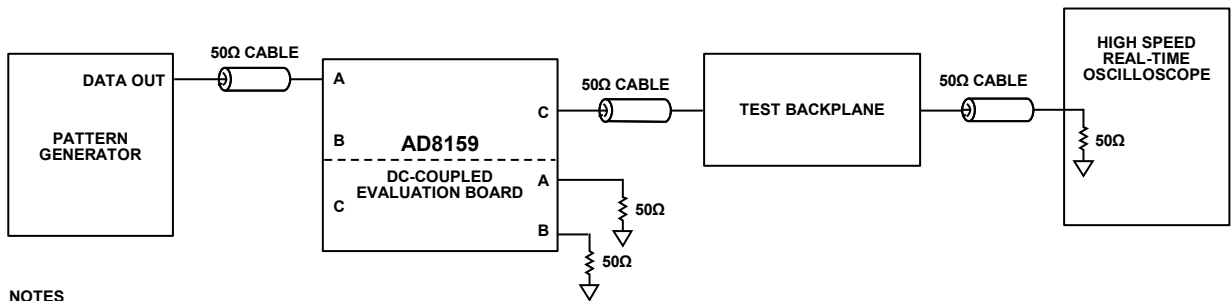 DATA OUT
PATTERN
GENERATOR
50Ω CABLE
A
B
C
AD8159
DC-COUPLED
EVALUATION BOARD
C
A
B
50Ω
50Ω
50Ω CABLE
TEST BACKPLANE
50Ω CABLE
HIGH SPEED
REAL-TIME
OSCILLOSCOPE
50Ω
NOTES